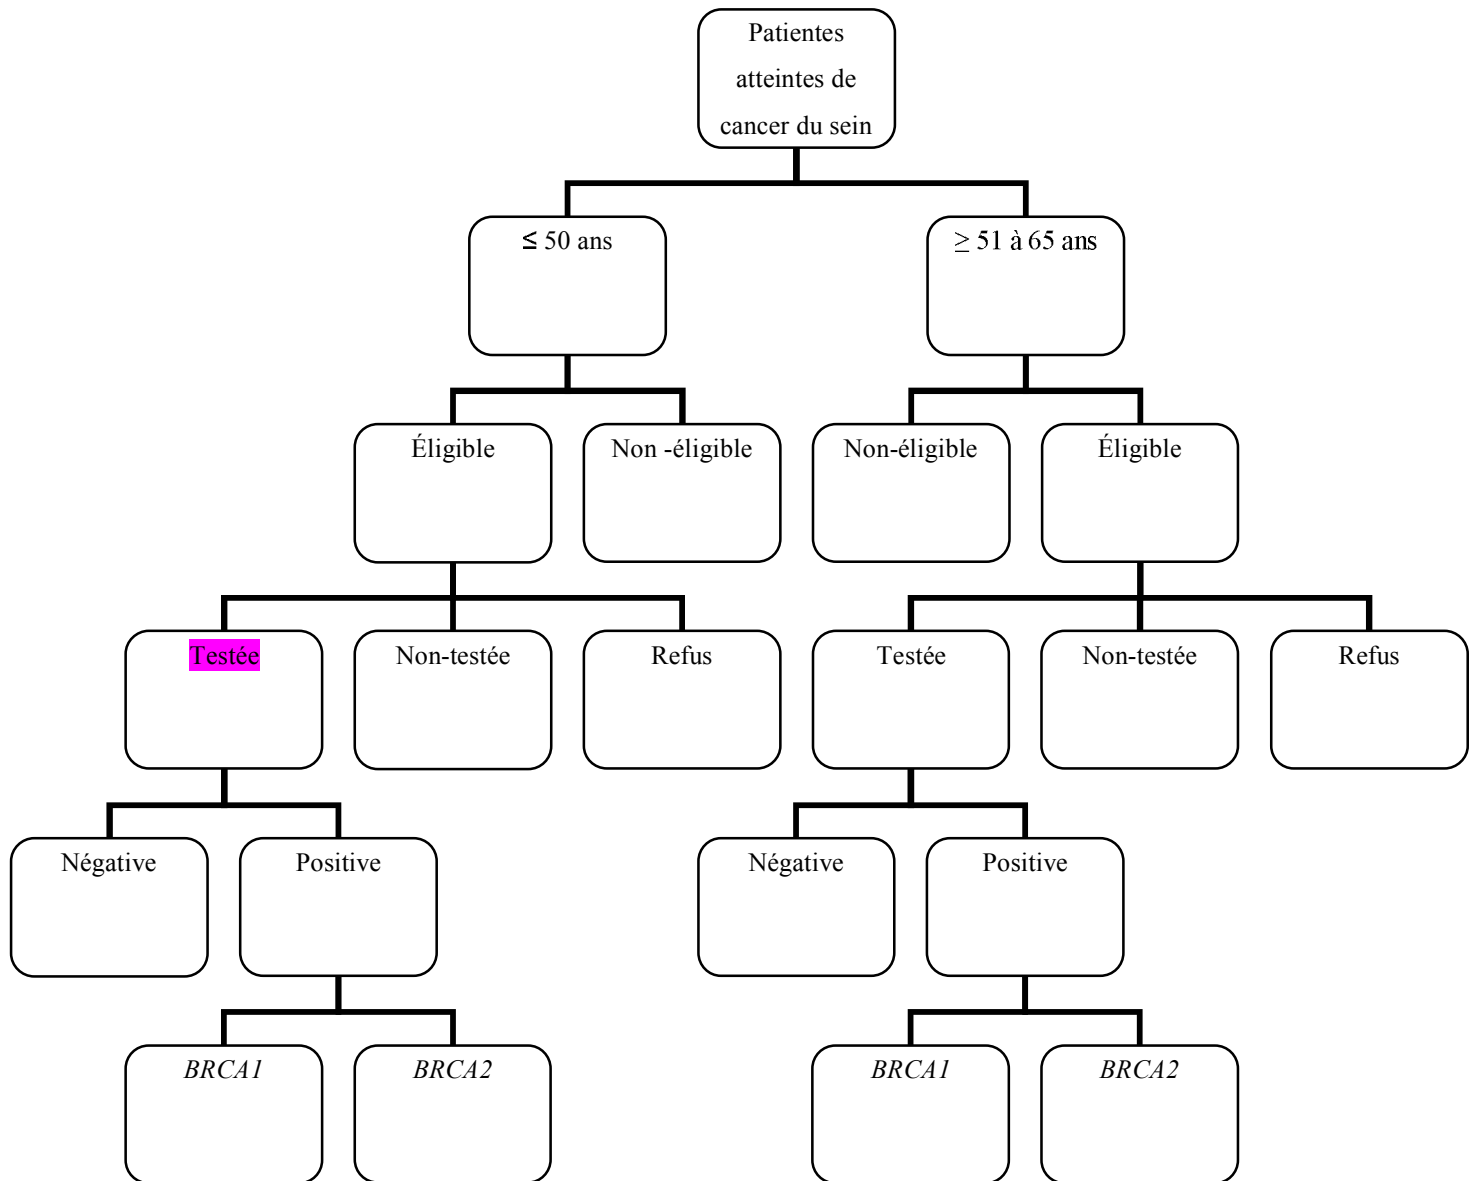 Patientes
atteintes de
cancer du sein
≤ 50 ans
≥ 51 à 65 ans
Éligible
Non -éligible
Non-éligible
Éligible
Testée
Non-testée
Refus
Testée
Non-testée
Refus
Négative
Positive
Négative
Positive
BRCA1
BRCA2
BRCA1
BRCA2